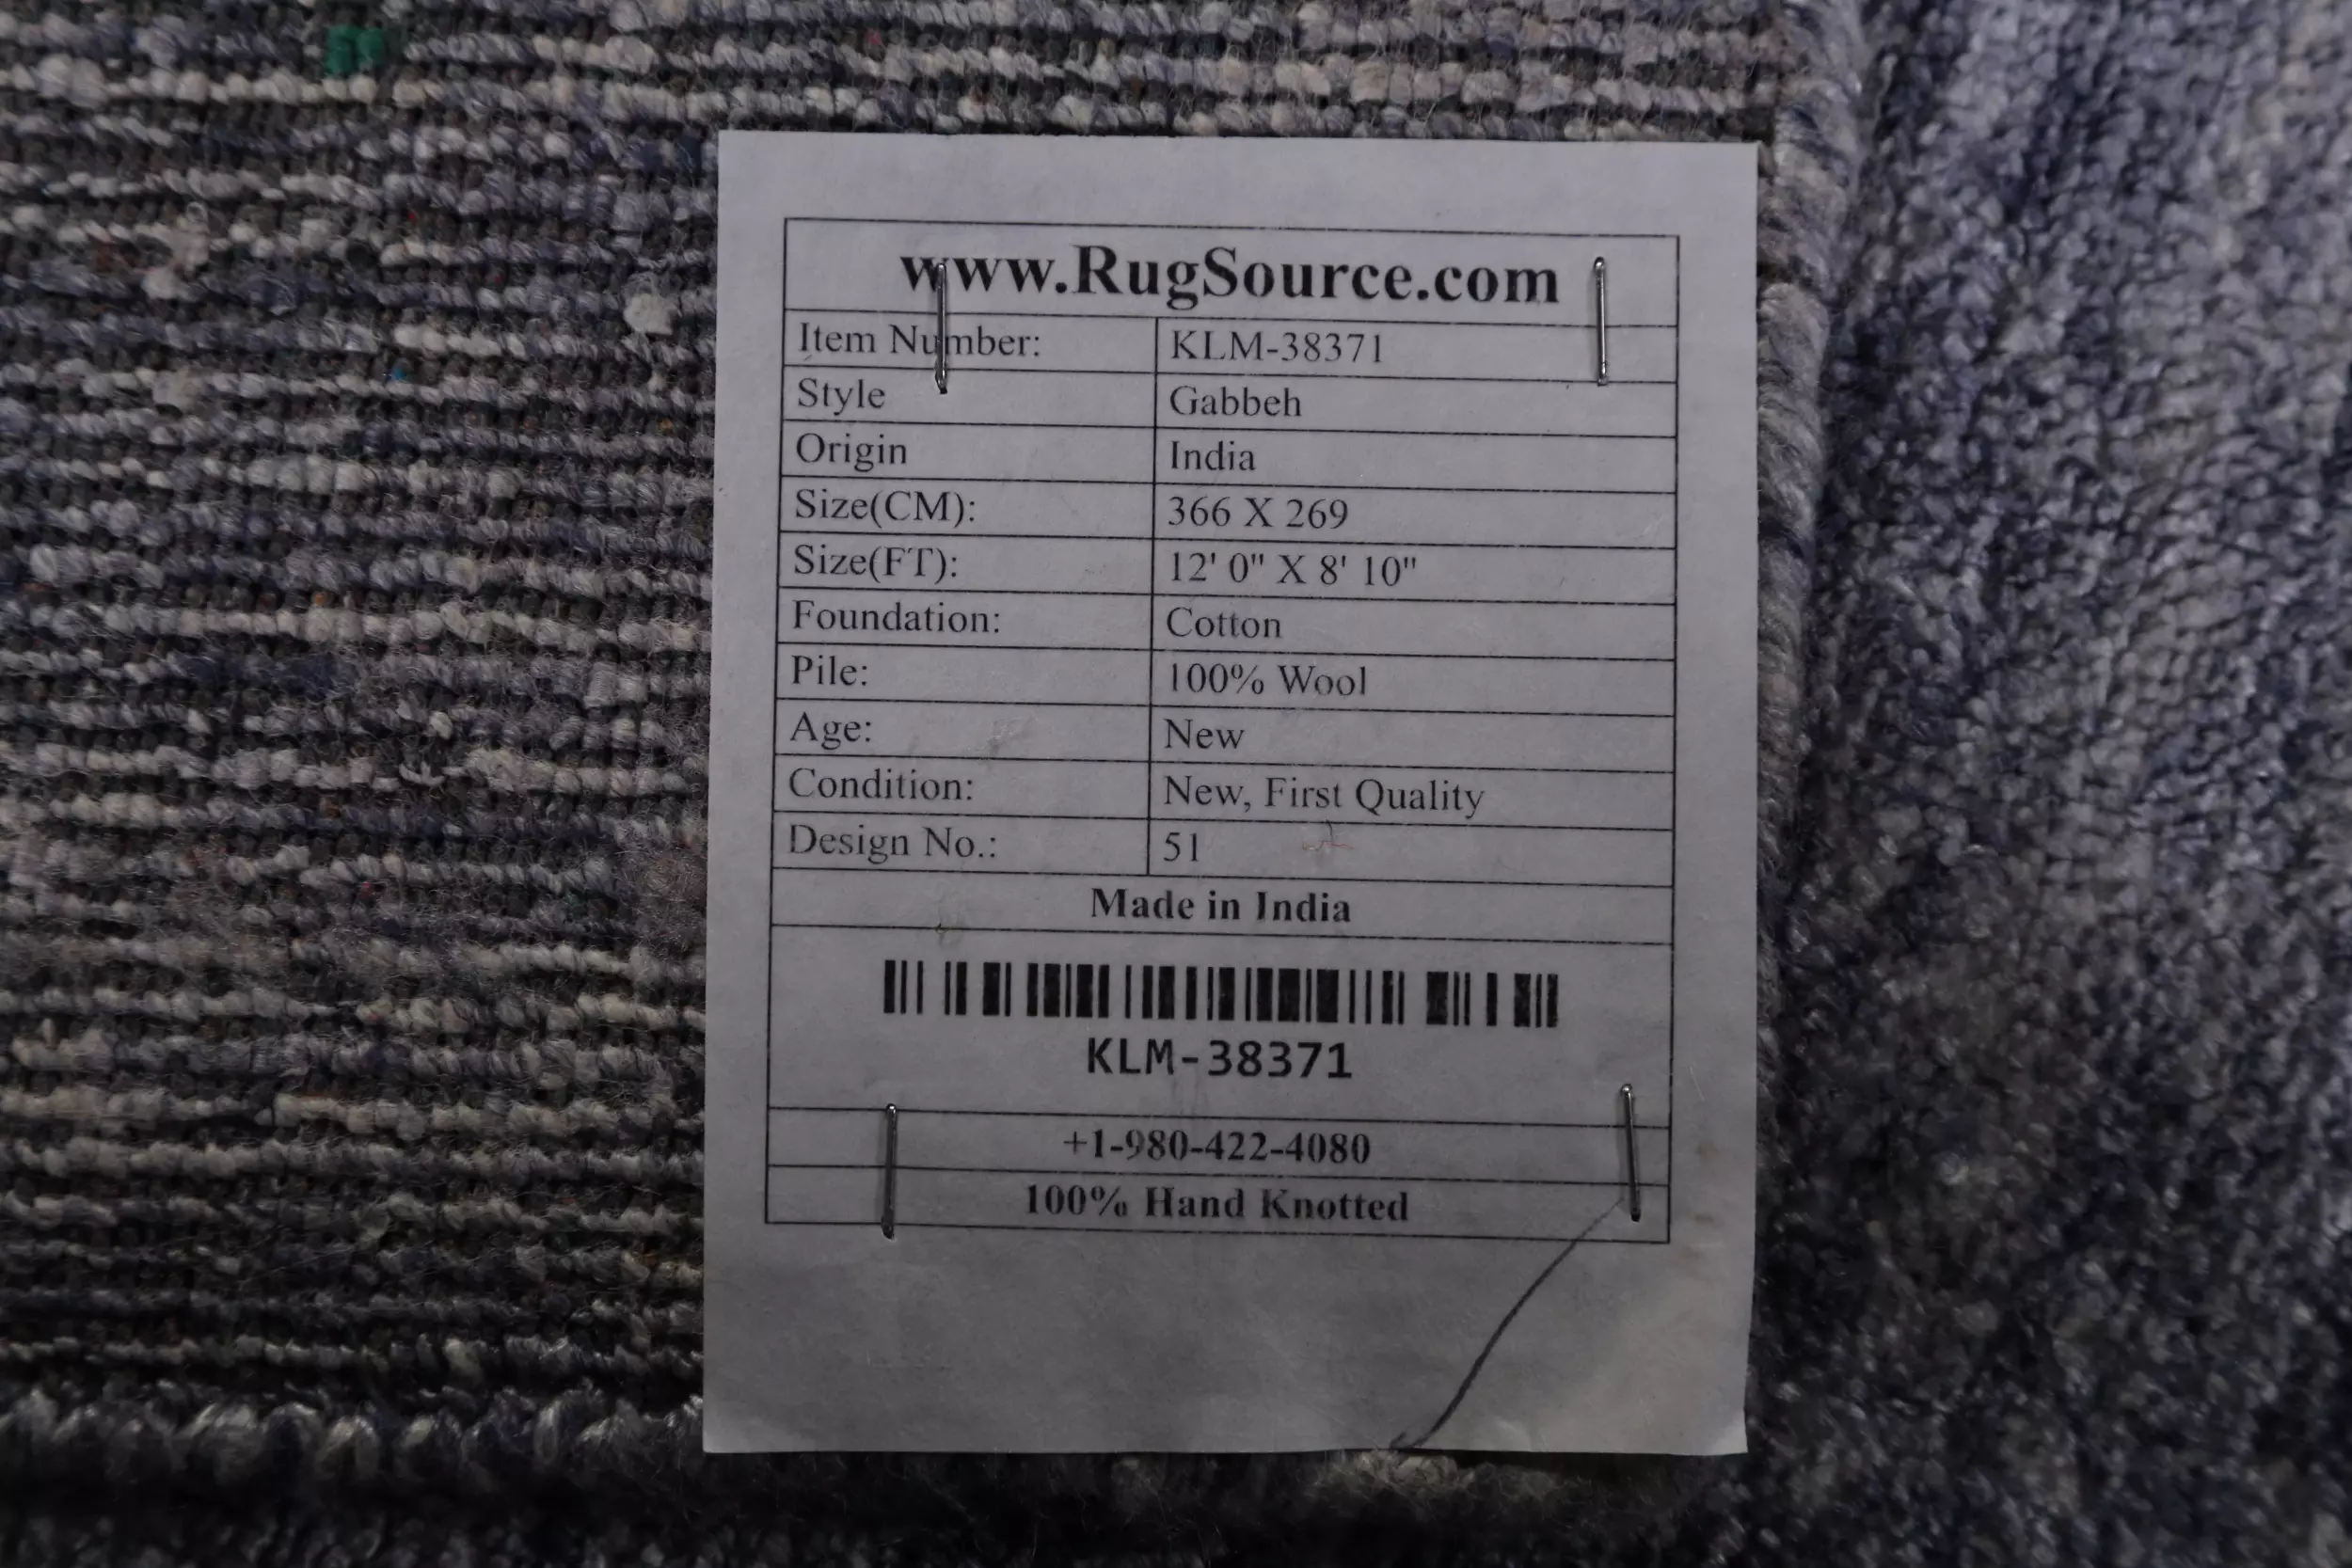 www.RugSource.com
Item Number: KLM-38371
Style Gabbeh
Origin India
Size(CM): 366 X 269
Size(FT): 12' 0" X 8' 10"
Foundation: Cotton
Pile: 100% Wool
Age: New
Condition: New, First Quality
Design No.: 51
Made in India
KLM-38371
+1-980-422-4080
100% Hand Knotted